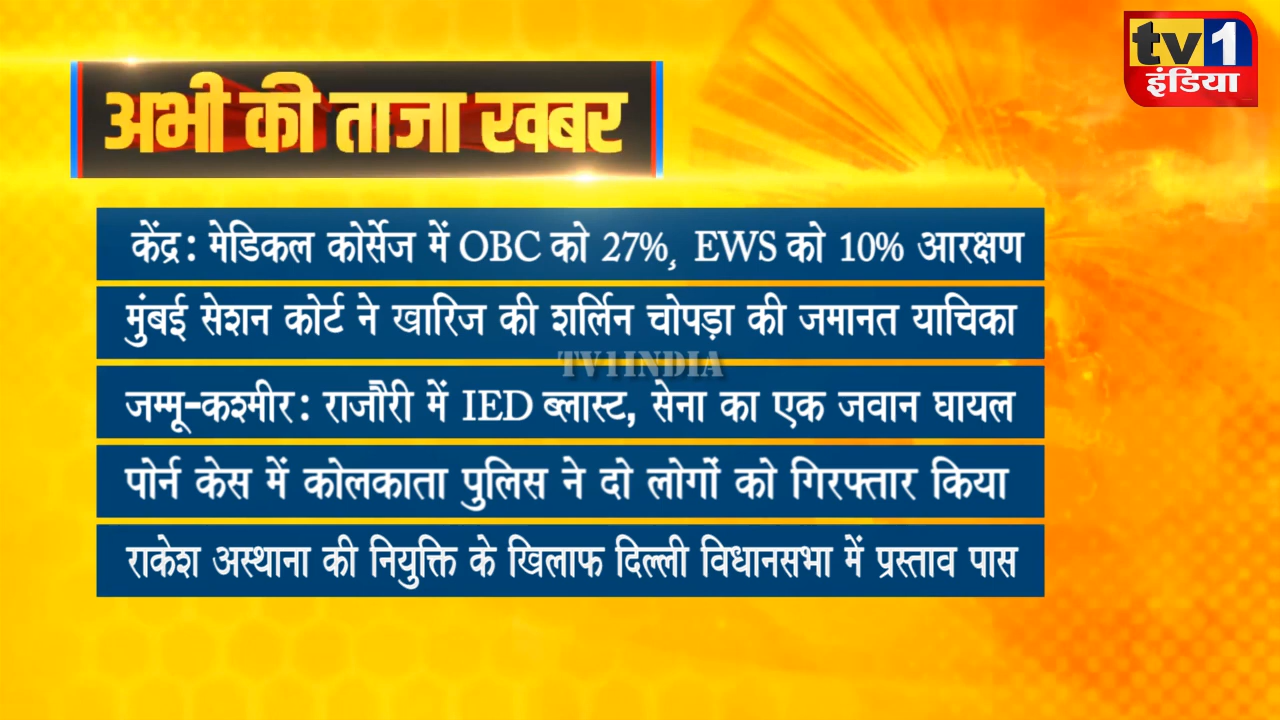 tv1
इंडिया
अभी की ताजा खबर
केंद्र: मेडिकल कोर्सेज में OBC को 27%, EWS को 10% आरक्षण
मुंबई सेशन कोर्ट ने खारिज की शर्लिन चोपड़ा की जमानत याचिका
TV1INDIA
जम्मू-कश्मीर: राजौरी में IED ब्लास्ट, सेना का एक जवान घायल
पोर्न केस में कोलकाता पुलिस ने दो लोगों को गिरफ्तार किया
राकेश अस्थाना की नियुक्ति के खिलाफ दिल्ली विधानसभा में प्रस्ताव पास